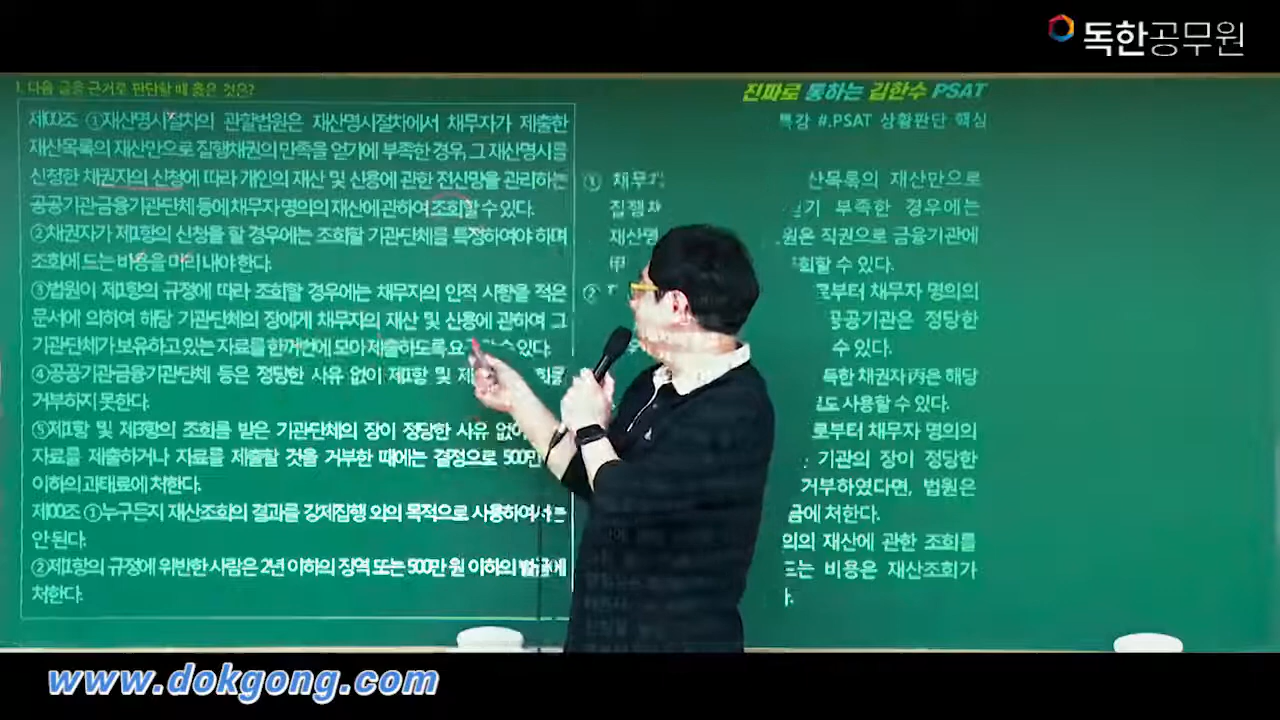 독한공무원
1. 다음 글을 근거로 판단할 때 옳은 것은?
제00조 ①재산명시절차의 관할법원은 재산명시절차에서 채무자가 제출한
재산목록의 재산만으로 집행채권의 만족을 얻기에 부족한 경우, 그 재산명시를
신청한 채권자의 신청에 따라 개인의 재산 및 신용에 관한 전산망을 관리하는
공공기관·금융기관·단체 등에 채무자 명의의 재산에 관하여 조회할 수 있다.
②채권자가 제1항의 신청을 할 경우에는 조회할 기관·단체를 특정하여야 하며
조회에 드는 비용을 미리 내야 한다.
③법원이 제1항의 규정에 따라 조회할 경우에는 채무자의 인적 사항을 적은
문서에 의하여 해당 기관·단체의 장에게 채무자의 재산 및 신용에 관하여 그
기관·단체가 보유하고 있는 자료를 한꺼번에 모아 제출하도록 요 수 있다.
④공공기관·금융기관·단체 등은 정당한 사유 없이 제1항 및
거부하지 못한다.
⑤제1항 및 제3항의 조회를 받은 기관·단체의 장이 정당한 사유
자료를 제출하거나 자료를 제출할 것을 거부한 때에는 결정으로 500만
이하의 과태료에 처한다.
제00조 ①누구든지 재산조회의 결과를 강제집행 외의 목적으로 사용하여서는
안 된다.
②제1항의 규정에 위반한 사람은 2년 이하의 징역 또는 500만 원 이하의 벌금에
처한다.
진파로 통하는 김한수 PSAT
특강 #.PSAT 상황판단 핵심
① 채무 산목록의 재산만으로
집행채 부족한 경우에는
재산명 원은 직권으로 금융기관에
甲 회할 수 있다.
② 로부터 채무자 명의의
공공기관은 정당한
수 있다.
득한 채권자 丙은 해당
도 사용할 수 있다.
로부터 채무자 명의의
기관의 장이 정당한
거부하였다면, 법원은
금에 처한다.
의의 재산에 관한 조회를
드는 비용은 재산조회가
www.dokgong.com